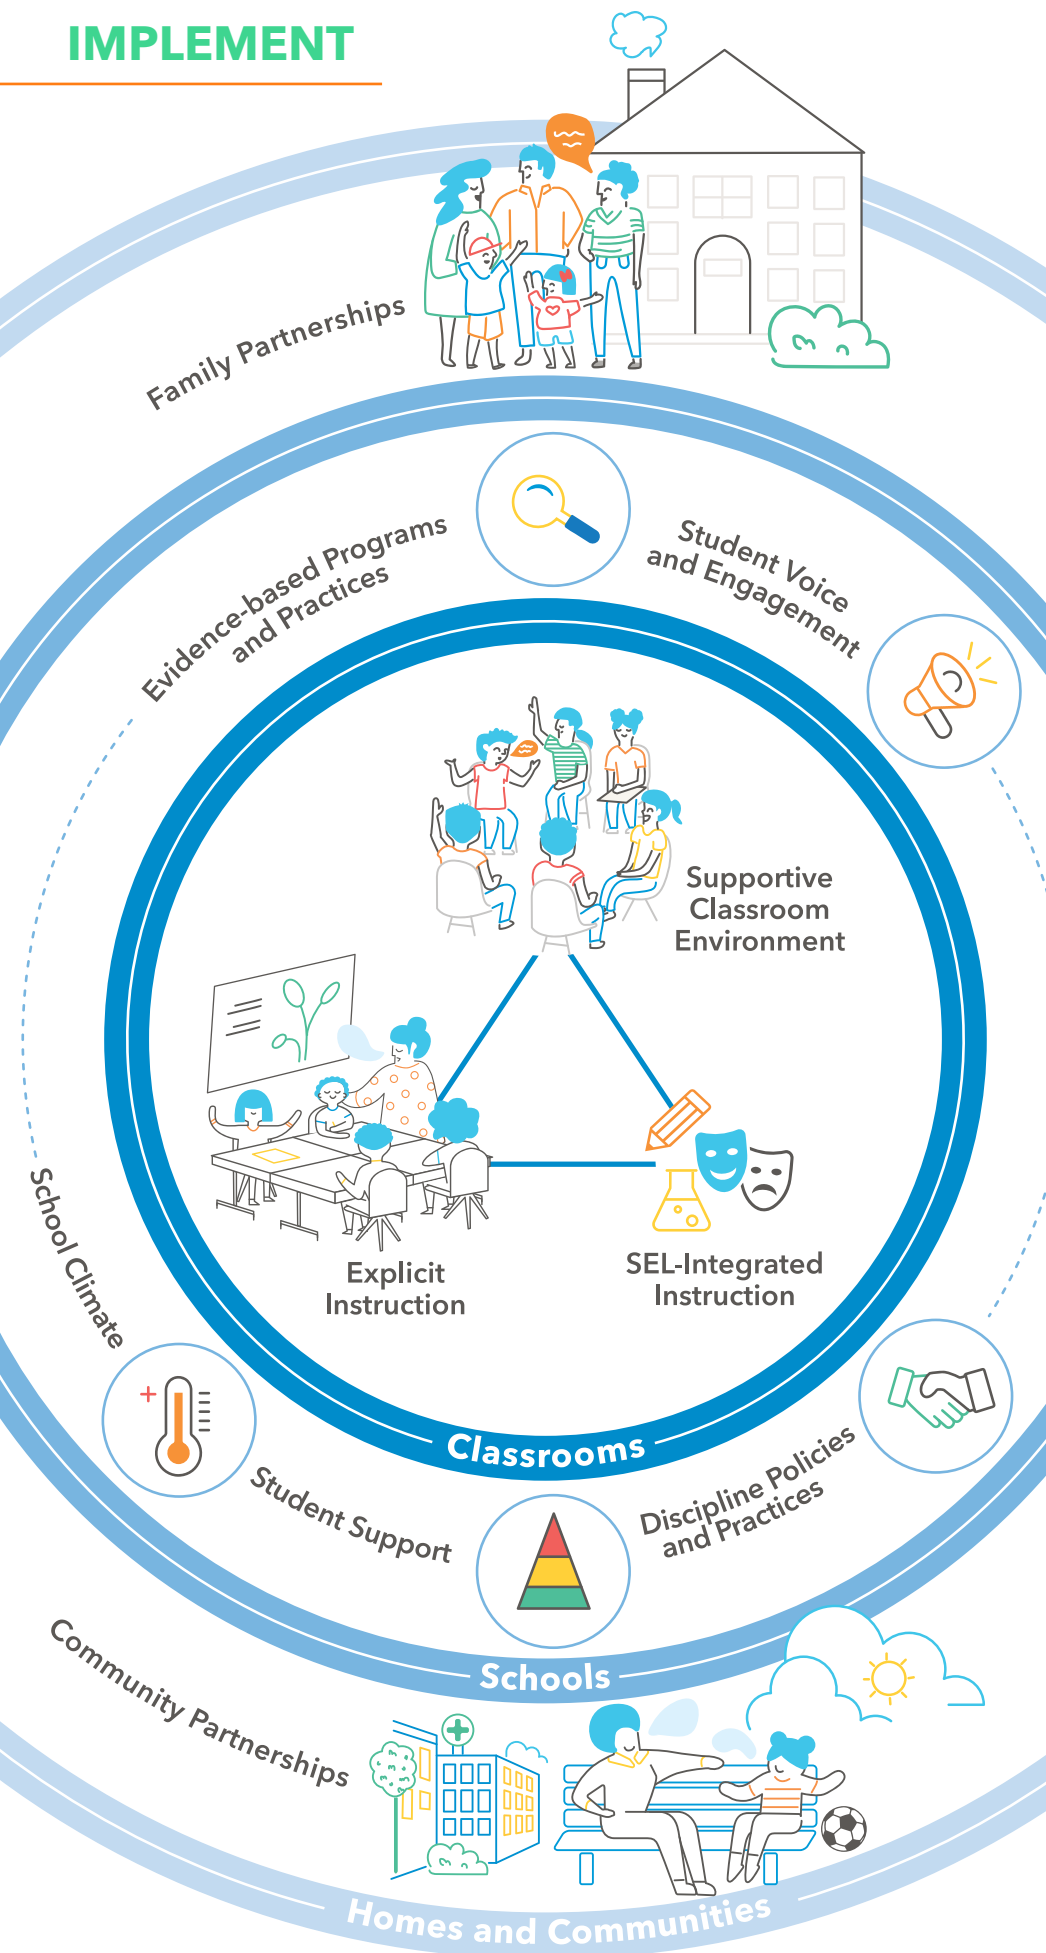 IMPLEMENT
Family Partnerships
Evidence-based Programs
and Practices
Student Voice
and Engagement
Supportive
Classroom
Environment
Explicit
Instruction
SEL-Integrated
Instruction
School Climate
Classrooms
Student Support
Discipline Policies
and Practices
Schools
Community Partnerships
Homes and Communities